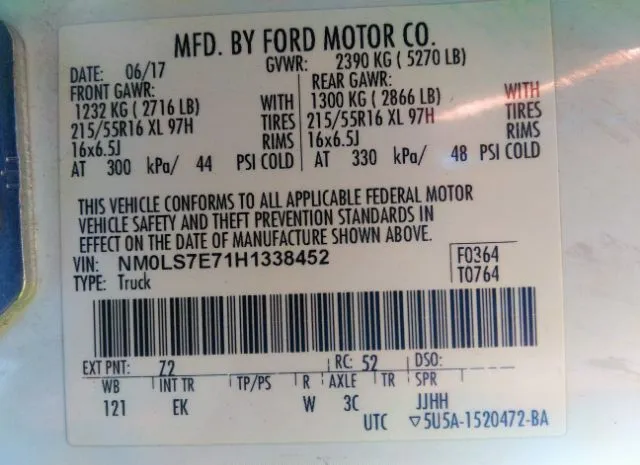 MFD. BY FORD MOTOR CO.
DATE: 06/17 GVWR: 2390 KG ( 5270 LB)
FRONT GAWR: REAR GAWR:
1232 KG ( 2716 LB) WITH 1300 KG ( 2866 LB) WITH
215/55R16 XL 97H TIRES 215/55R16 XL 97H TIRES
16x6.5J RIMS 16x6.5J RIMS
AT 300 kPa/ 44 PSI COLD AT 330 kPa/ 48 PSI COLD
THIS VEHICLE CONFORMS TO ALL APPLICABLE FEDERAL MOTOR
VEHICLE SAFETY AND THEFT PREVENTION STANDARDS IN
EFFECT ON THE DATE OF MANUFACTURE SHOWN ABOVE.
VIN: NM0LS7E71H1338452 F0364
TYPE: Truck T0764
EXT PNT: Z2 RC: 52 DSO:
WB INT TR TP/PS R AXLE TR SPR
121 EK W 3C JJHH
UTC ▽5U5A-1520472-BA